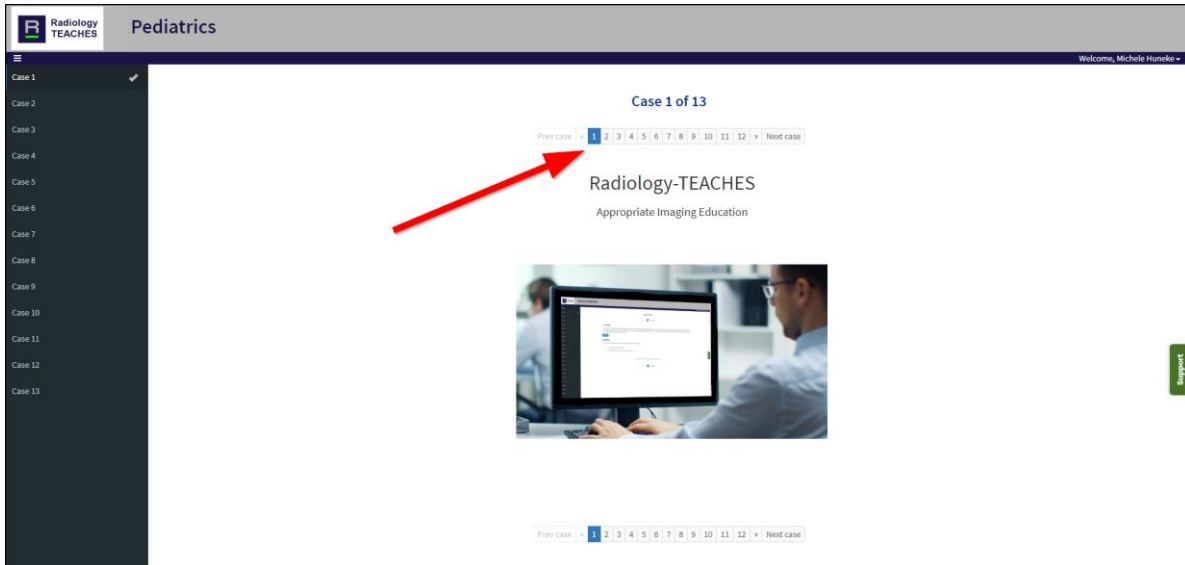 R Radiology TEACHES
Pediatrics
Welcome, Michele Huneke
Case 1
Case 2
Case 3
Case 4
Case 5
Case 6
Case 7
Case 8
Case 9
Case 10
Case 11
Case 12
Case 13
Case 1 of 13
Prev case « 1 2 3 4 5 6 7 8 9 10 11 12 » Next case
Radiology-TEACHES
Appropriate Imaging Education
Support
Prev case « 1 2 3 4 5 6 7 8 9 10 11 12 » Next case